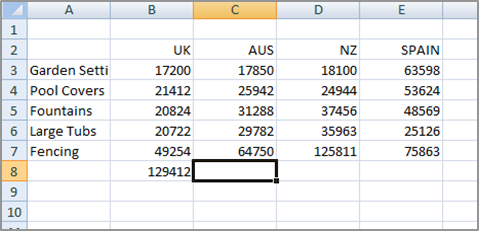 A B C D E
1
2 UK AUS NZ SPAIN
3 Garden Setti 17200 17850 18100 63598
4 Pool Covers 21412 25942 24944 53624
5 Fountains 20824 31288 37456 48569
6 Large Tubs 20722 29782 35963 25126
7 Fencing 49254 64750 125811 75863
8 129412
9
10